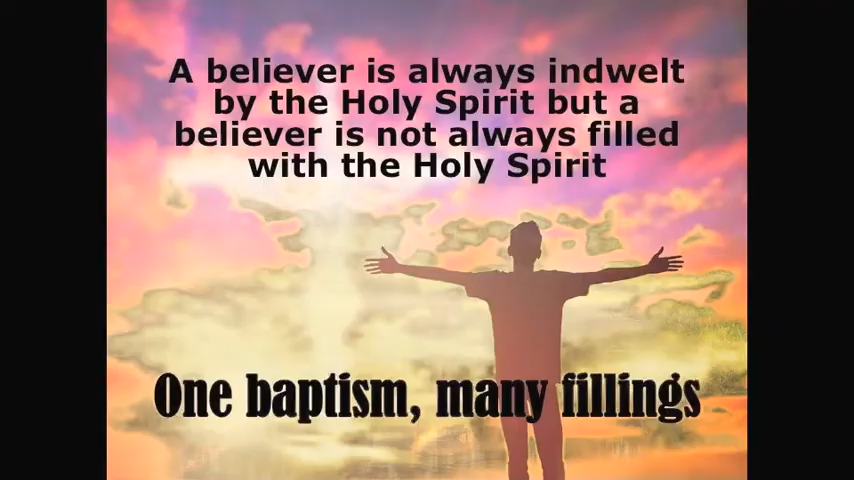 A believer is always indwelt
by the Holy Spirit but a
believer is not always filled
with the Holy Spirit
One baptism, many fillings